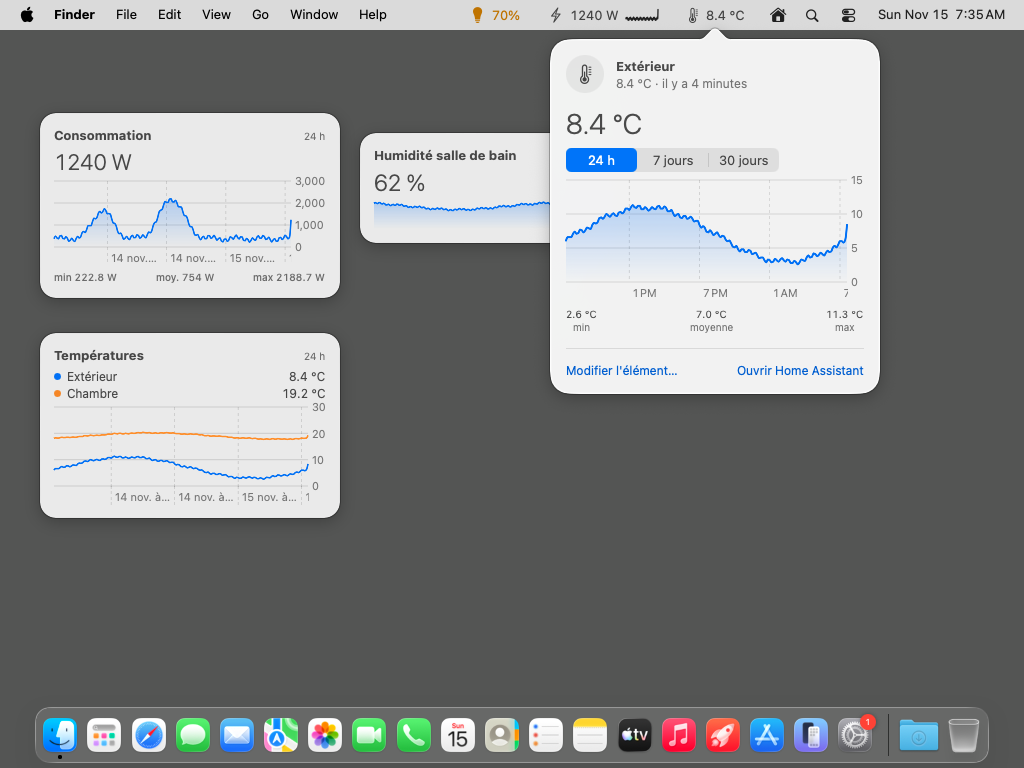 Finder File Edit View Go Window Help 70% 1240 W 8.4 °C Sun Nov 15 7:35 AM
Consommation 24 h
1240 W
3,000
2,000
1,000
0
14 nov.... 14 nov.... 15 nov....
min 222.8 W moy. 754 W max 2188.7 W
Humidité salle de bain
62 %
Extérieur
8.4 °C · il y a 4 minutes
8.4 °C
24 h 7 jours 30 jours
15
10
5
0
1 PM 7 PM 1 AM 7
2.6 °C 7.0 °C 11.3 °C
min moyenne max
Modifier l'élément... Ouvrir Home Assistant
Températures 24 h
Extérieur 8.4 °C
Chambre 19.2 °C
30
20
10
0
14 nov. à... 14 nov. à... 15 nov. à... 1
Sun
15
tv
1